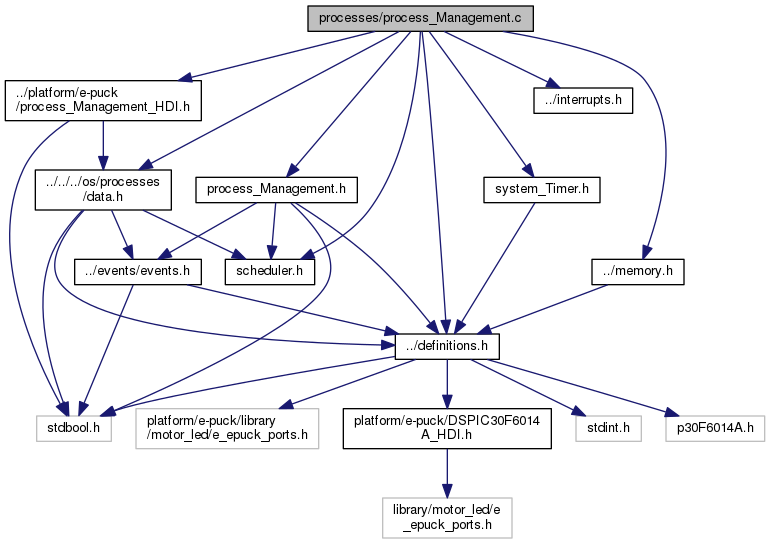 processes/process_Management.c
../platform/e-puck
/process_Management_HDI.h
../interrupts.h
../../../os/processes
/data.h
process_Management.h
system_Timer.h
../events/events.h
scheduler.h
../memory.h
../definitions.h
stdbool.h
platform/e-puck/library
/motor_led/e_epuck_ports.h
platform/e-puck/DSPIC30F6014
A_HDI.h
stdint.h
p30F6014A.h
library/motor_led/e
_epuck_ports.h